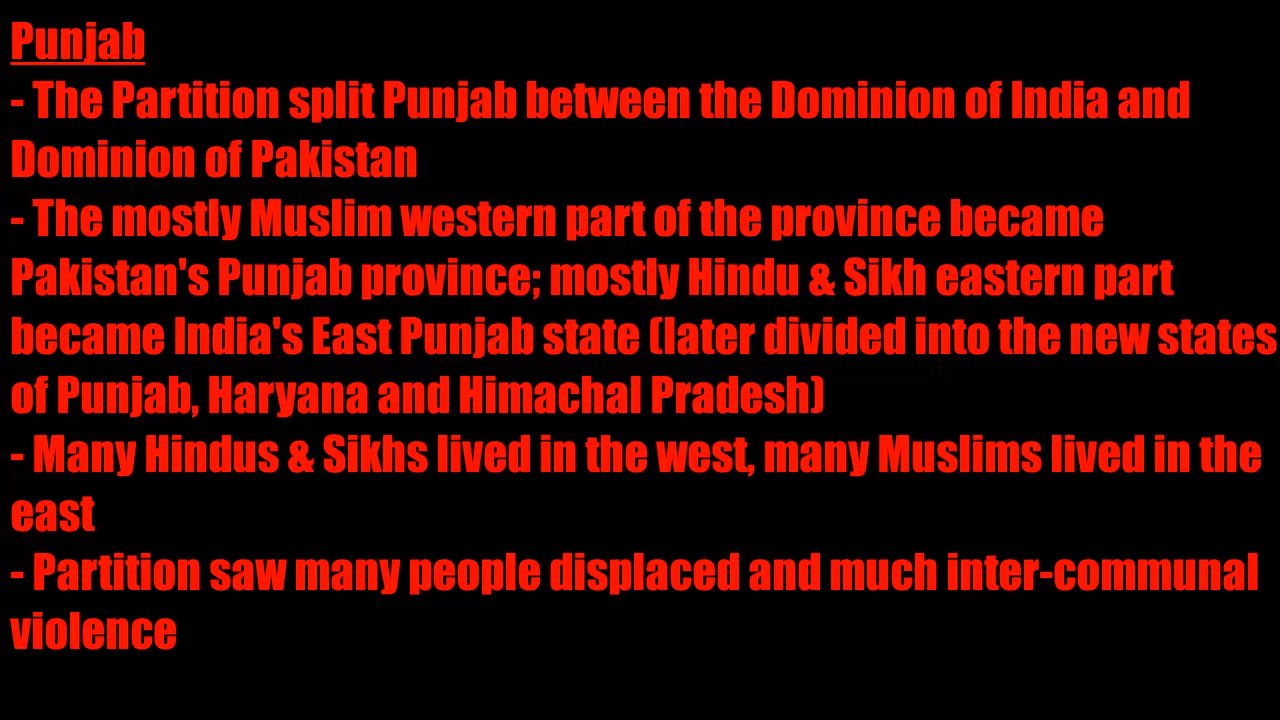 Punjab
- The Partition split Punjab between the Dominion of India and
Dominion of Pakistan
- The mostly Muslim western part of the province became
Pakistan's Punjab province; mostly Hindu & Sikh eastern part
became India's East Punjab state (later divided into the new states
of Punjab, Haryana and Himachal Pradesh)
- Many Hindus & Sikhs lived in the west, many Muslims lived in the
east
- Partition saw many people displaced and much inter-communal
violence